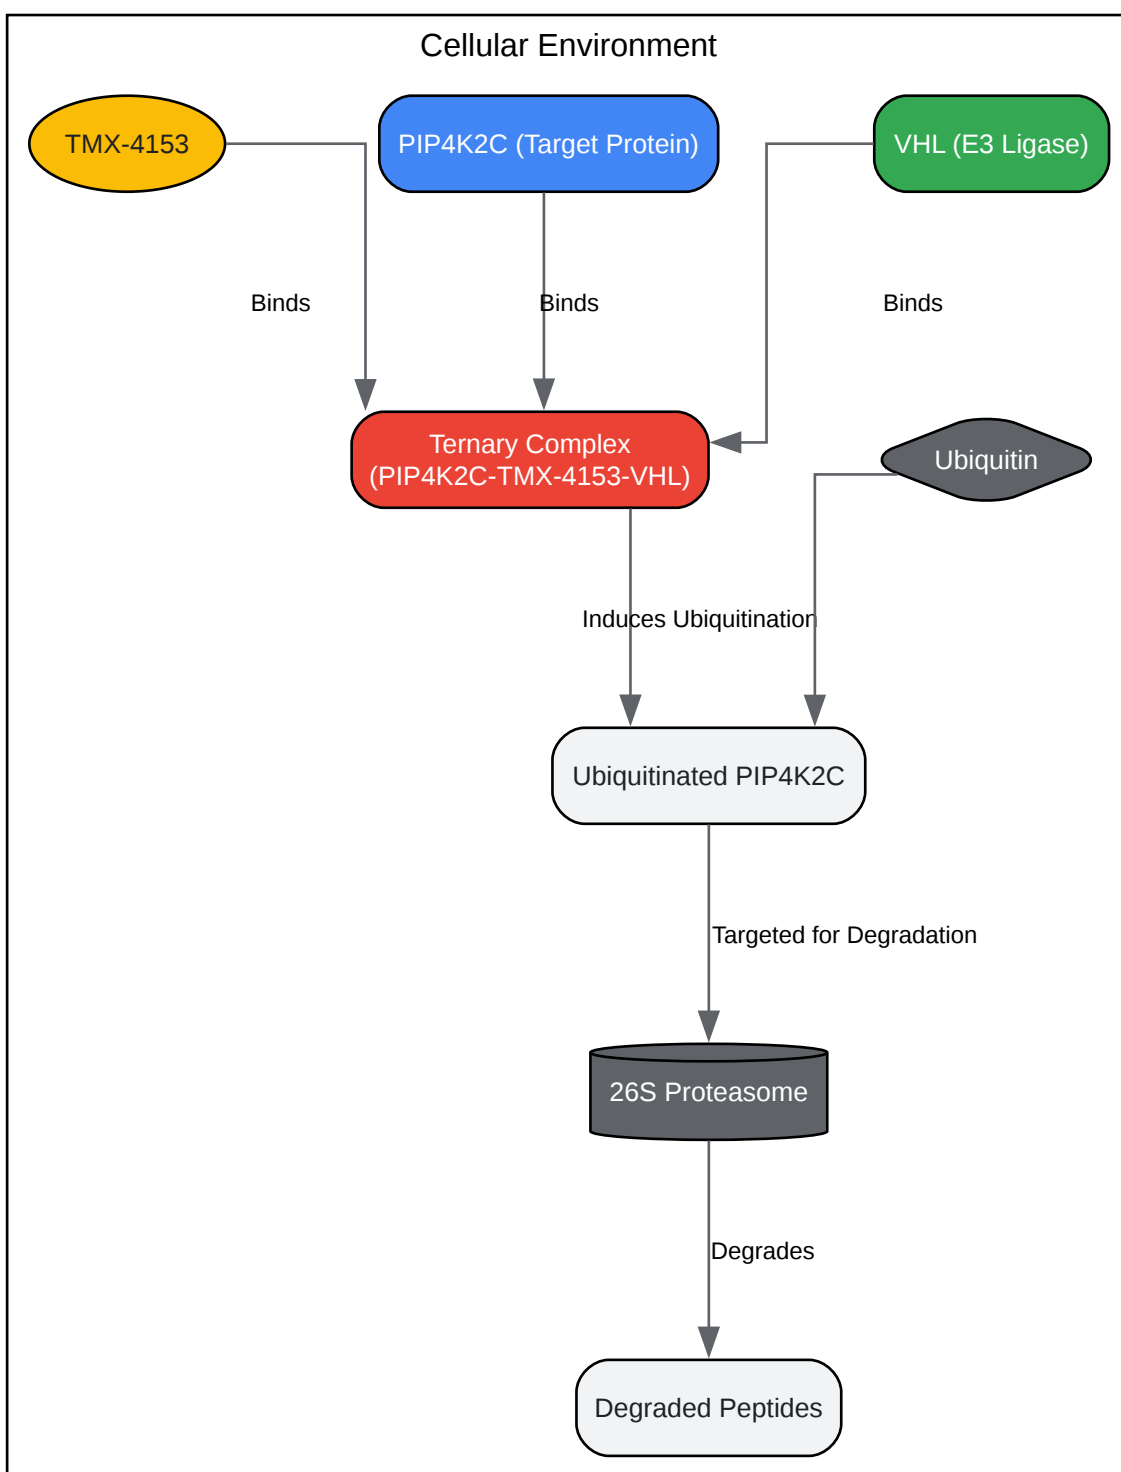 Cellular Environment
TMX-4153
PIP4K2C (Target Protein)
VHL (E3 Ligase)
Binds
Binds
Binds
Ternary Complex
(PIP4K2C-TMX-4153-VHL)
Ubiquitin
Induces Ubiquitination
Ubiquitinated PIP4K2C
Targeted for Degradation
26S Proteasome
Degrades
Degraded Peptides